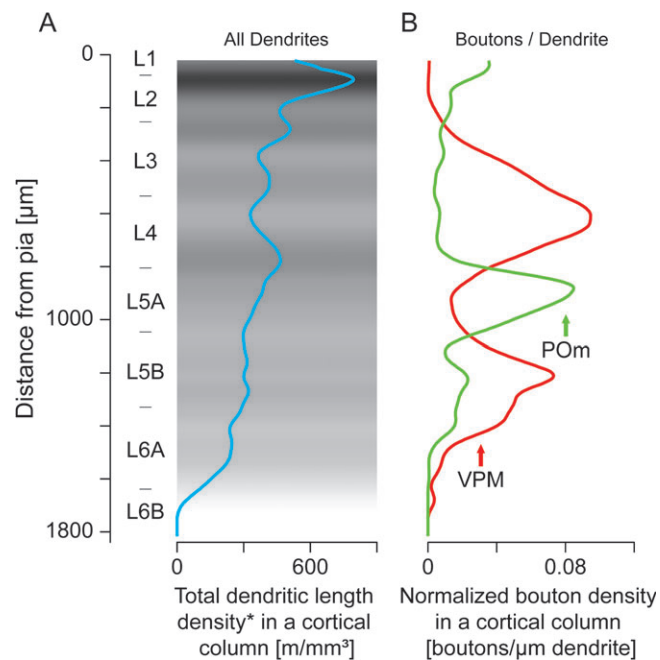 A
All Dendrites
B
Boutons / Dendrite
0
L1
L2
L3
L4
L5A
L5B
L6A
L6B
1000
1800
Distance from pia [µm]
POm
VPM
0
600
0
0.08
Total dendritic length
density* in a cortical
column [m/mm³]
Normalized bouton density
in a cortical column
[boutons/µm dendrite]